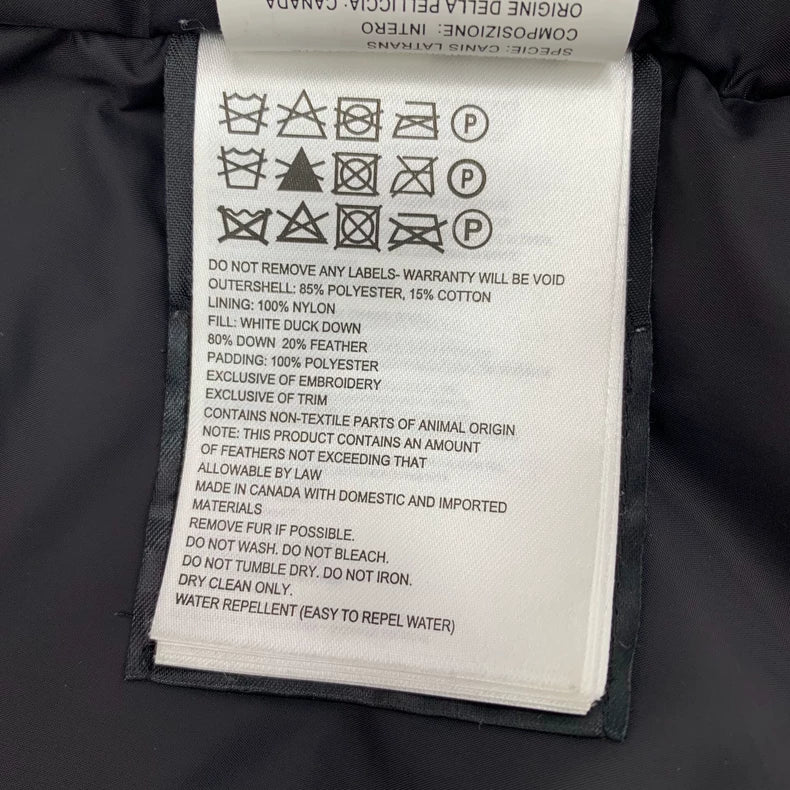 ORIGINE DELLA PELLICCIA: CANADA
COMPOSIZIONE: INTERO
SPECIE: CANIS LATRANS
P
P
P
DO NOT REMOVE ANY LABELS- WARRANTY WILL BE VOID
OUTERSHELL: 85% POLYESTER, 15% COTTON
LINING: 100% NYLON
FILL: WHITE DUCK DOWN
80% DOWN 20% FEATHER
PADDING: 100% POLYESTER
EXCLUSIVE OF EMBROIDERY
EXCLUSIVE OF TRIM
CONTAINS NON-TEXTILE PARTS OF ANIMAL ORIGIN
NOTE: THIS PRODUCT CONTAINS AN AMOUNT
OF FEATHERS NOT EXCEEDING THAT
ALLOWABLE BY LAW
MADE IN CANADA WITH DOMESTIC AND IMPORTED
MATERIALS
REMOVE FUR IF POSSIBLE.
DO NOT WASH. DO NOT BLEACH.
DO NOT TUMBLE DRY. DO NOT IRON.
DRY CLEAN ONLY.
WATER REPELLENT (EASY TO REPEL WATER)